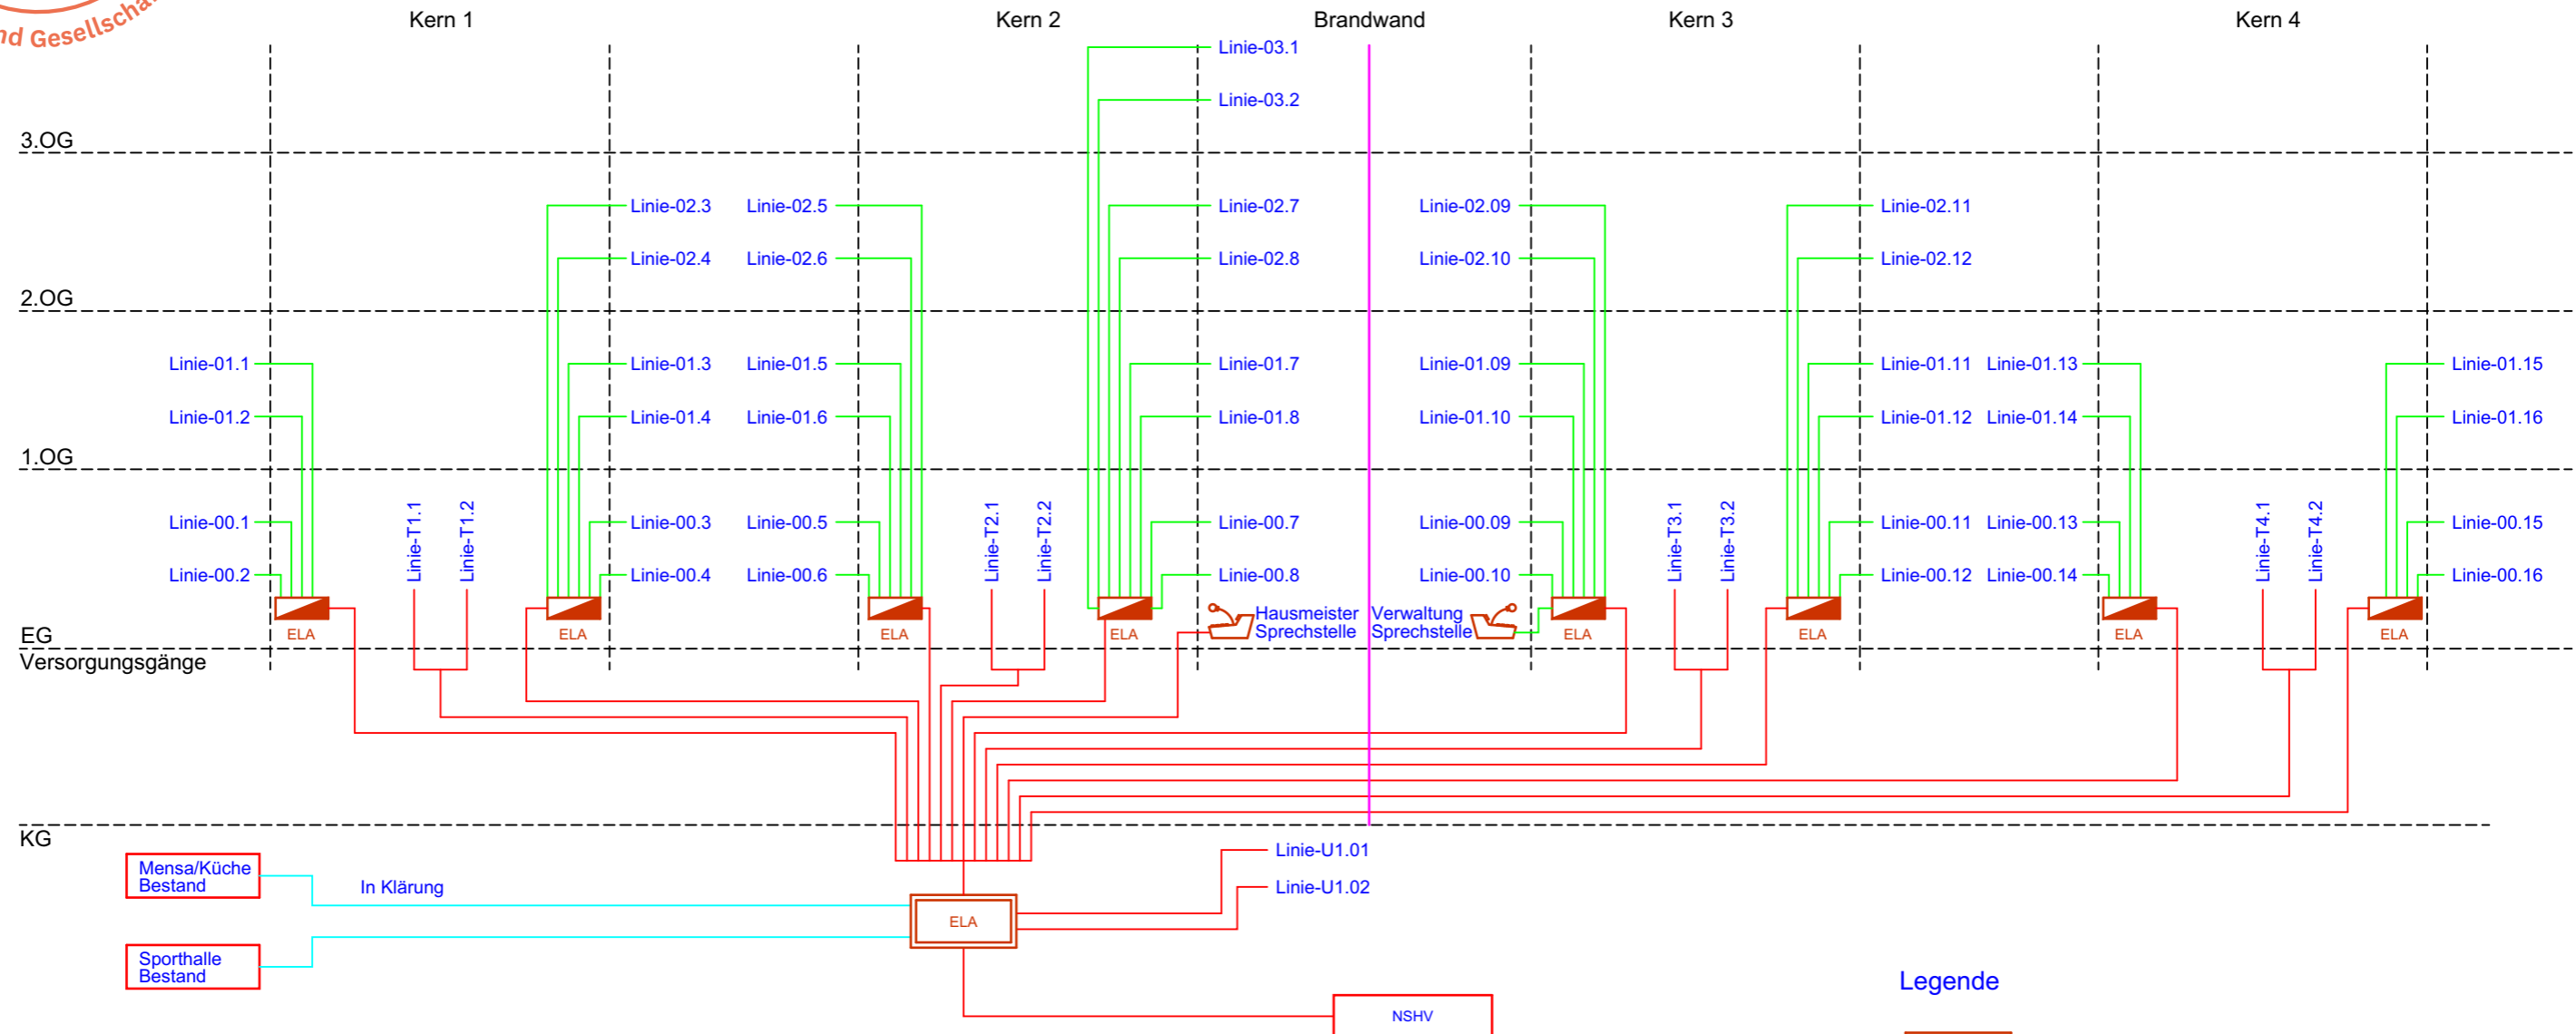 nd Gesellscha
Kern 1
Kern 2
Brandwand
Kern 3
Kern 4
Linie-03.1
Linie-03.2
3.OG
Linie-02.3
Linie-02.5
Linie-02.7
Linie-02.09
Linie-02.11
Linie-02.4
Linie-02.6
Linie-02.8
Linie-02.10
Linie-02.12
2.OG
Linie-01.1
Linie-01.3
Linie-01.5
Linie-01.7
Linie-01.09
Linie-01.11
Linie-01.13
Linie-01.15
Linie-01.2
Linie-01.4
Linie-01.6
Linie-01.8
Linie-01.10
Linie-01.12
Linie-01.14
Linie-01.16
1.OG
Linie-00.1
Linie-T1.1
Linie-T1.2
Linie-00.3
Linie-00.5
Linie-T2.1
Linie-T2.2
Linie-00.7
Linie-00.09
Linie-T3.1
Linie-T3.2
Linie-00.11
Linie-00.13
Linie-T4.1
Linie-T4.2
Linie-00.15
Linie-00.2
Linie-00.4
Linie-00.6
Linie-00.8
Linie-00.10
Linie-00.12
Linie-00.14
Linie-00.16
Hausmeister
Sprechstelle
Verwaltung
Sprechstelle
ELA
ELA
ELA
ELA
ELA
ELA
ELA
ELA
EG
Versorgungsgänge
KG
Mensa/Küche
Bestand
In Klärung
Linie-U1.01
Linie-U1.02
ELA
Sporthalle
Bestand
Legende
NSHV